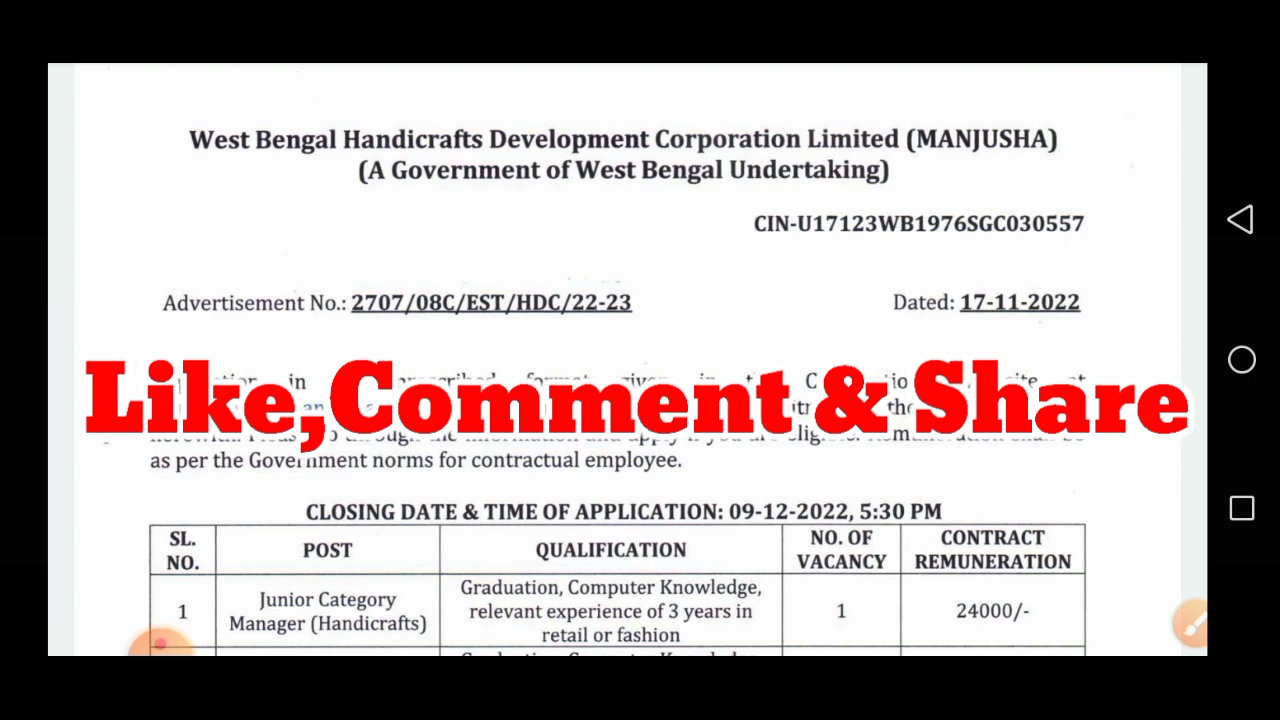 West Bengal Handicrafts Development Corporation Limited (MANJUSHA)
(A Government of West Bengal Undertaking)
CIN-U17123WB1976SGC030557
Advertisement No.: 2707/08C/EST/HDC/22-23 Dated: 17-11-2022
in
Like,Comment & Share
as per the Government norms for contractual employee.
CLOSING DATE & TIME OF APPLICATION: 09-12-2022, 5:30 PM
SL. NO. POST QUALIFICATION NO. OF VACANCY CONTRACT REMUNERATION
1 Junior Category Manager (Handicrafts) Graduation, Computer Knowledge, relevant experience of 3 years in retail or fashion 1 24000/-